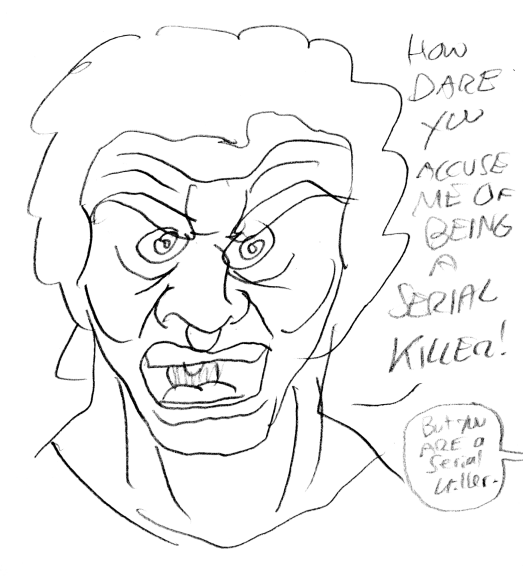 HOW
DARE
YOU
ACCUSE
ME OF
BEING
A
SERIAL
KILLER!
But you
ARE a
Serial
killer.